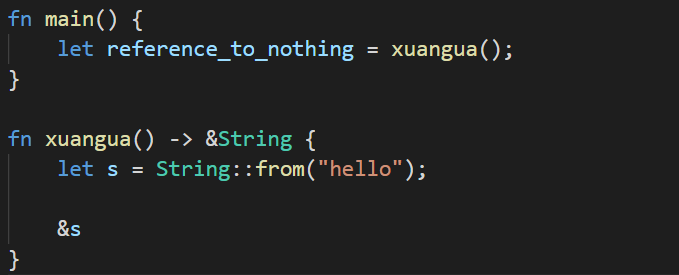 fn main() {
    let reference_to_nothing = xuangua();
}
fn xuangua() -> &String {
    let s = String::from("hello");
    &s
}